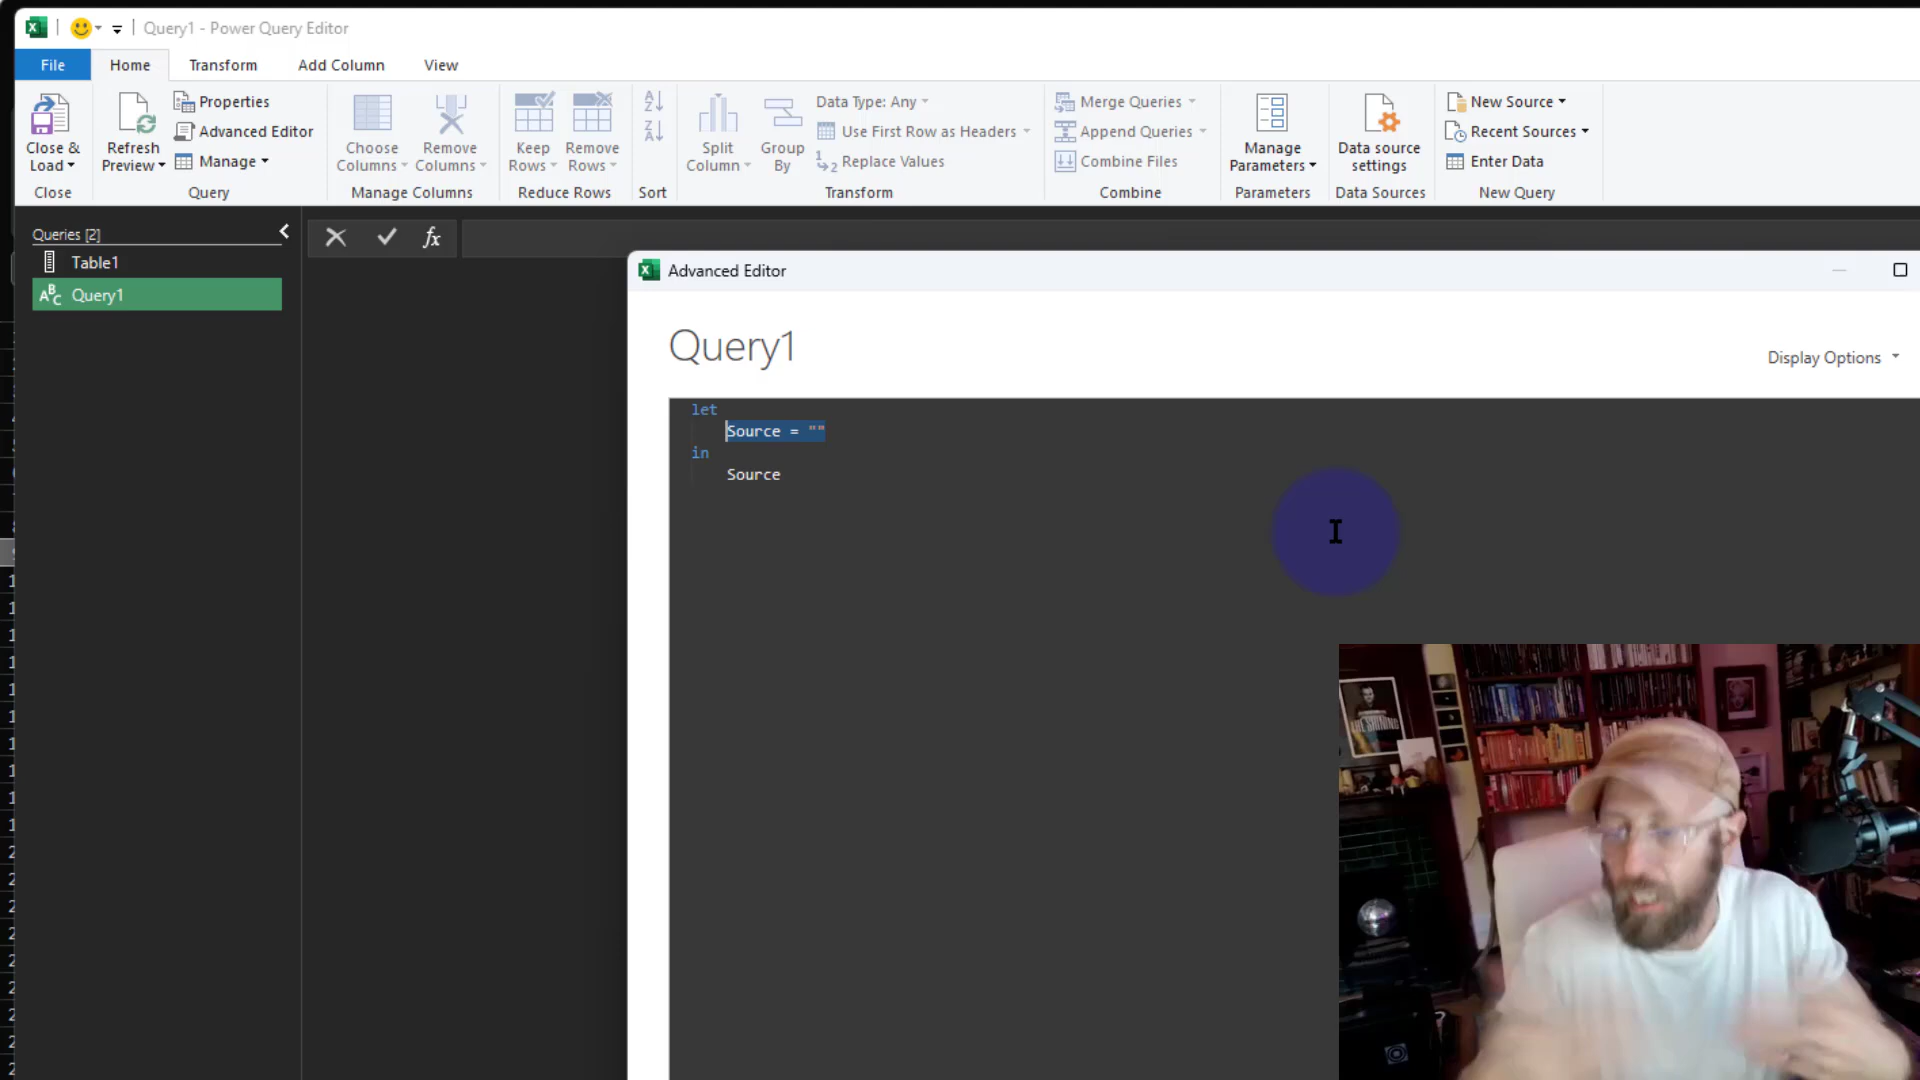 Query1 - Power Query Editor
File
Home
Transform
Add Column
View
Close & Load
Close
Refresh Preview
Properties
Advanced Editor
Manage
Query
Choose Columns
Remove Columns
Manage Columns
Keep Rows
Remove Rows
Reduce Rows
Sort
Split Column
Group By
Data Type: Any
Use First Row as Headers
Replace Values
Transform
Merge Queries
Append Queries
Combine Files
Combine
Manage Parameters
Parameters
Data source settings
Data Sources
New Source
Recent Sources
Enter Data
New Query
Queries [2]
Table1
Query1
fx
Advanced Editor
Query1
Display Options
let
Source = ""
in
Source